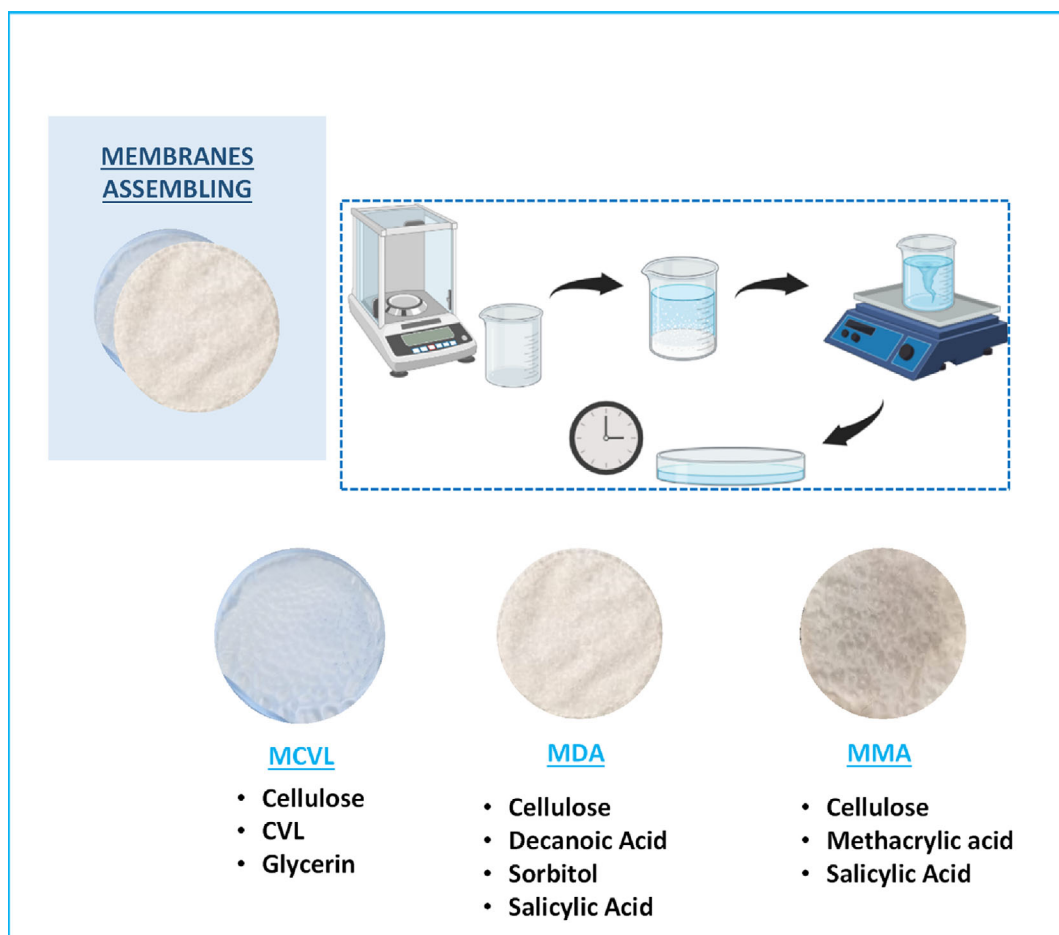 MEMBRANES
ASSEMBLING
MCVL
• Cellulose
• CVL
• Glycerin
MDA
• Cellulose
• Decanoic Acid
• Sorbitol
• Salicylic Acid
MMA
• Cellulose
• Methacrylic acid
• Salicylic Acid